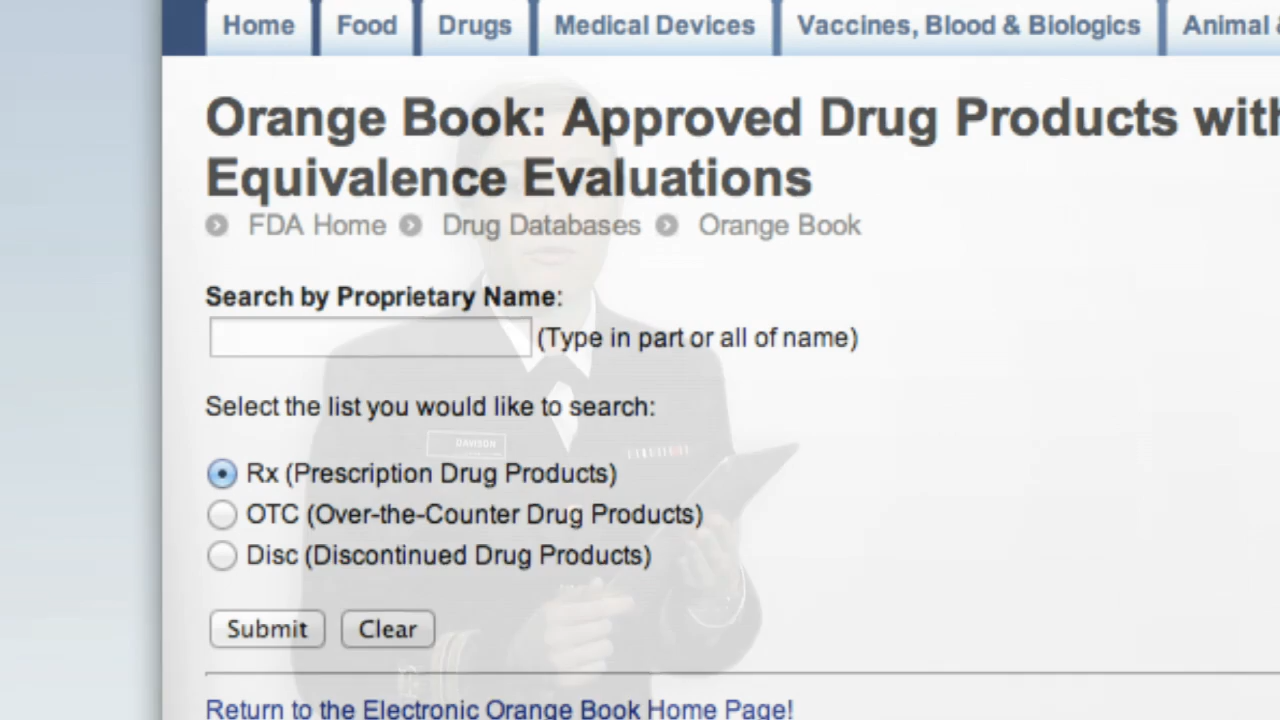 Home Food Drugs Medical Devices Vaccines, Blood & Biologics Animal &
Orange Book: Approved Drug Products with
Equivalence Evaluations
FDA Home Drug Databases Orange Book
Search by Proprietary Name:
(Type in part or all of name)
Select the list you would like to search:
DAVISON
Rx (Prescription Drug Products)
OTC (Over-the-Counter Drug Products)
Disc (Discontinued Drug Products)
Submit Clear
Return to the Electronic Orange Book Home Page!